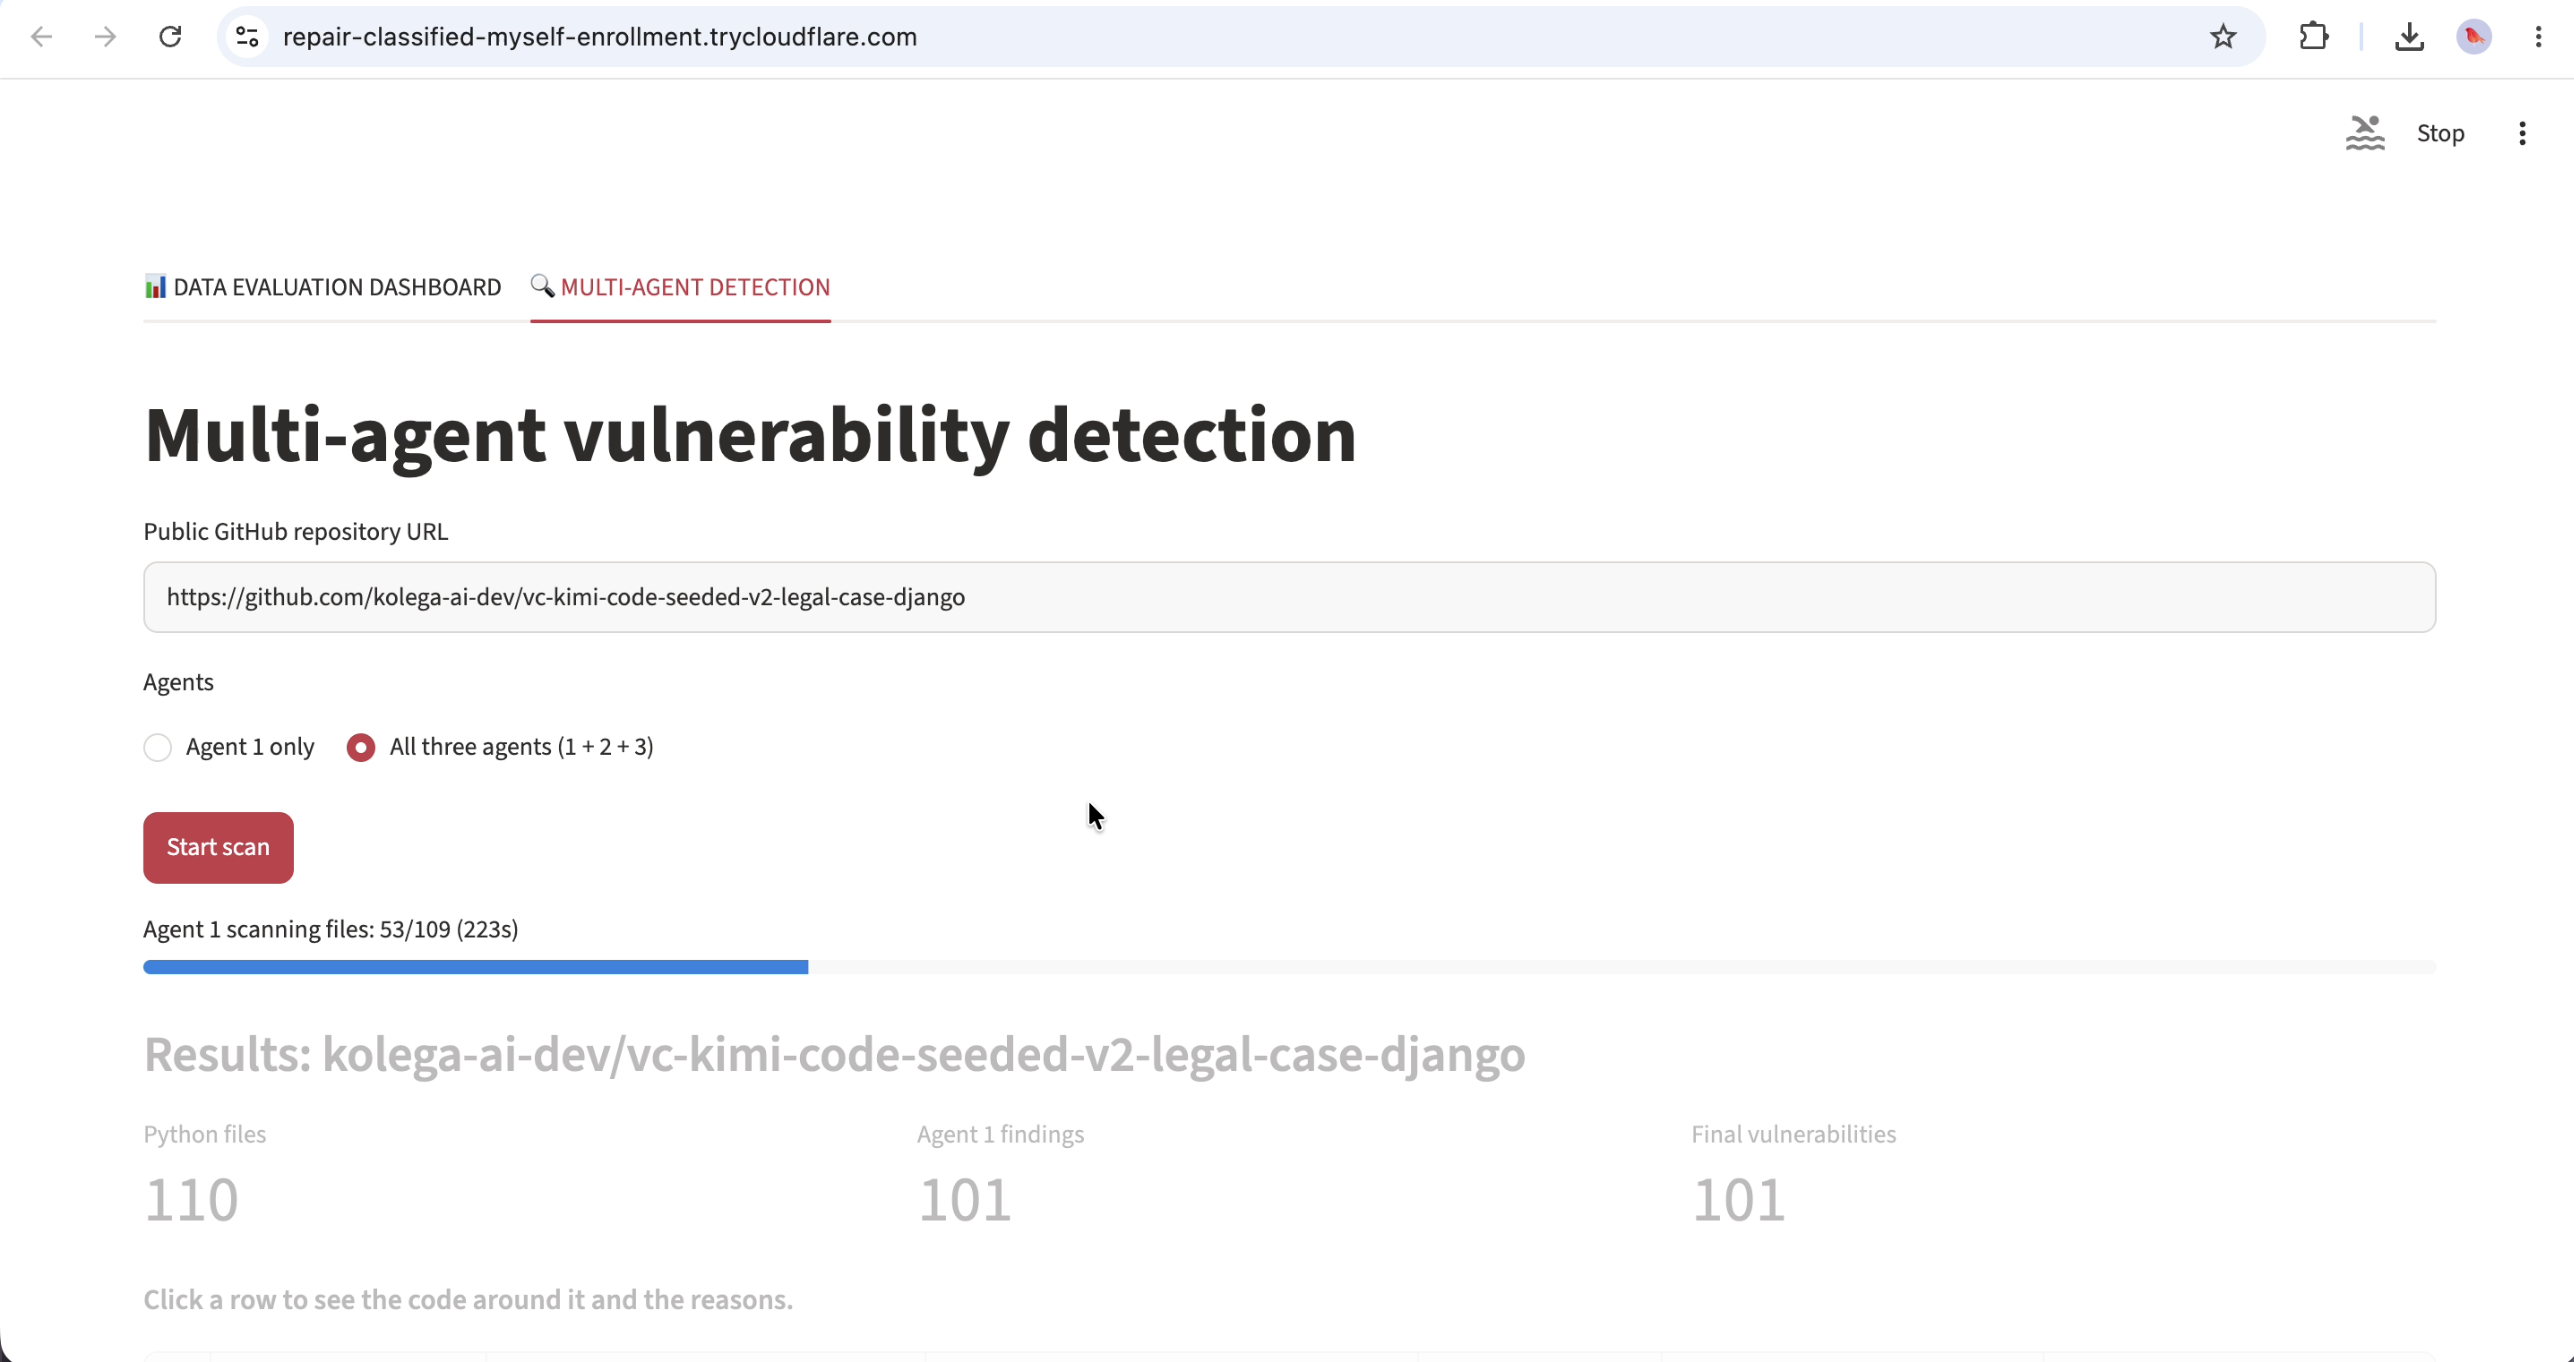 repair-classified-myself-enrollment.trycloudflare.com
Stop
DATA EVALUATION DASHBOARD
MULTI-AGENT DETECTION
Multi-agent vulnerability detection
Public GitHub repository URL
https://github.com/kolega-ai-dev/vc-kimi-code-seeded-v2-legal-case-django
Agents
Agent 1 only
All three agents (1 + 2 + 3)
Start scan
Agent 1 scanning files: 53/109 (223s)
Results: kolega-ai-dev/vc-kimi-code-seeded-v2-legal-case-django
Python files
Agent 1 findings
Final vulnerabilities
110
101
101
Click a row to see the code around it and the reasons.